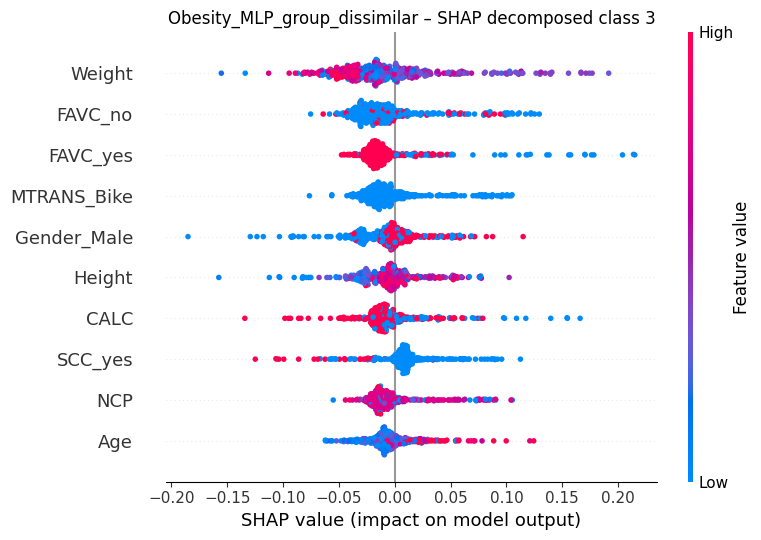 Obesity_MLP_group_dissimilar – SHAP decomposed class 3
High
Weight
FAVC_no
FAVC_yes
MTRANS_Bike
Gender_Male
Height
CALC
SCC_yes
NCP
Age
Feature value
Low
−0.20 −0.15 −0.10 −0.05 0.00 0.05 0.10 0.15 0.20
SHAP value (impact on model output)